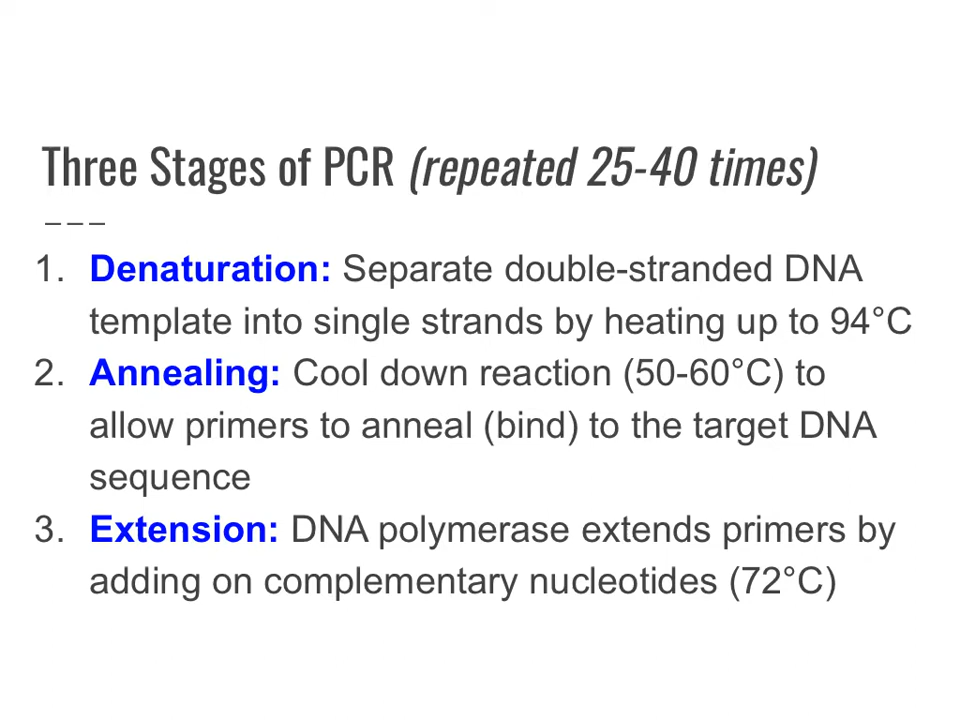 Three Stages of PCR (repeated 25-40 times)
1. Denaturation: Separate double-stranded DNA
template into single strands by heating up to 94°C
2. Annealing: Cool down reaction (50-60°C) to
allow primers to anneal (bind) to the target DNA
sequence
3. Extension: DNA polymerase extends primers by
adding on complementary nucleotides (72°C)